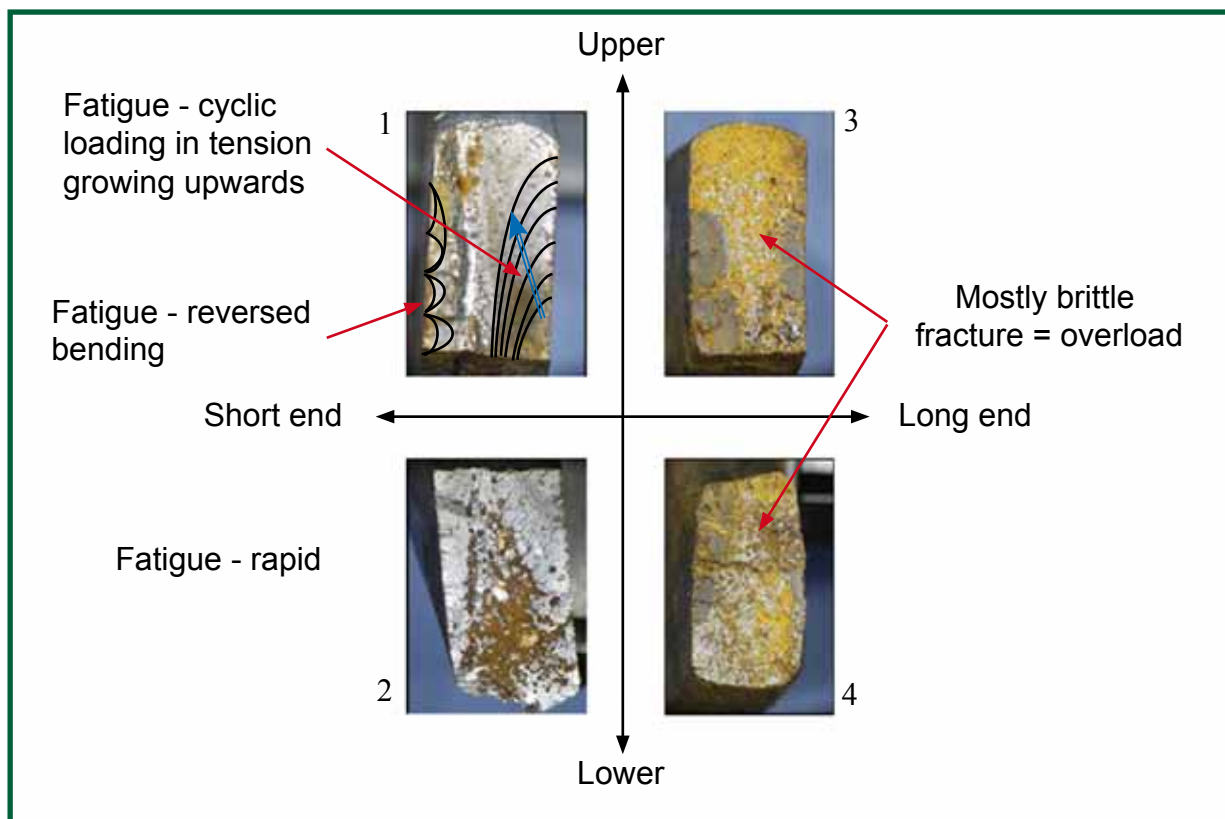 Upper
Fatigue - cyclic
loading in tension
growing upwards
1
3
Fatigue - reversed
bending
Mostly brittle
fracture = overload
Short end
Long end
Fatigue - rapid
2
4
Lower